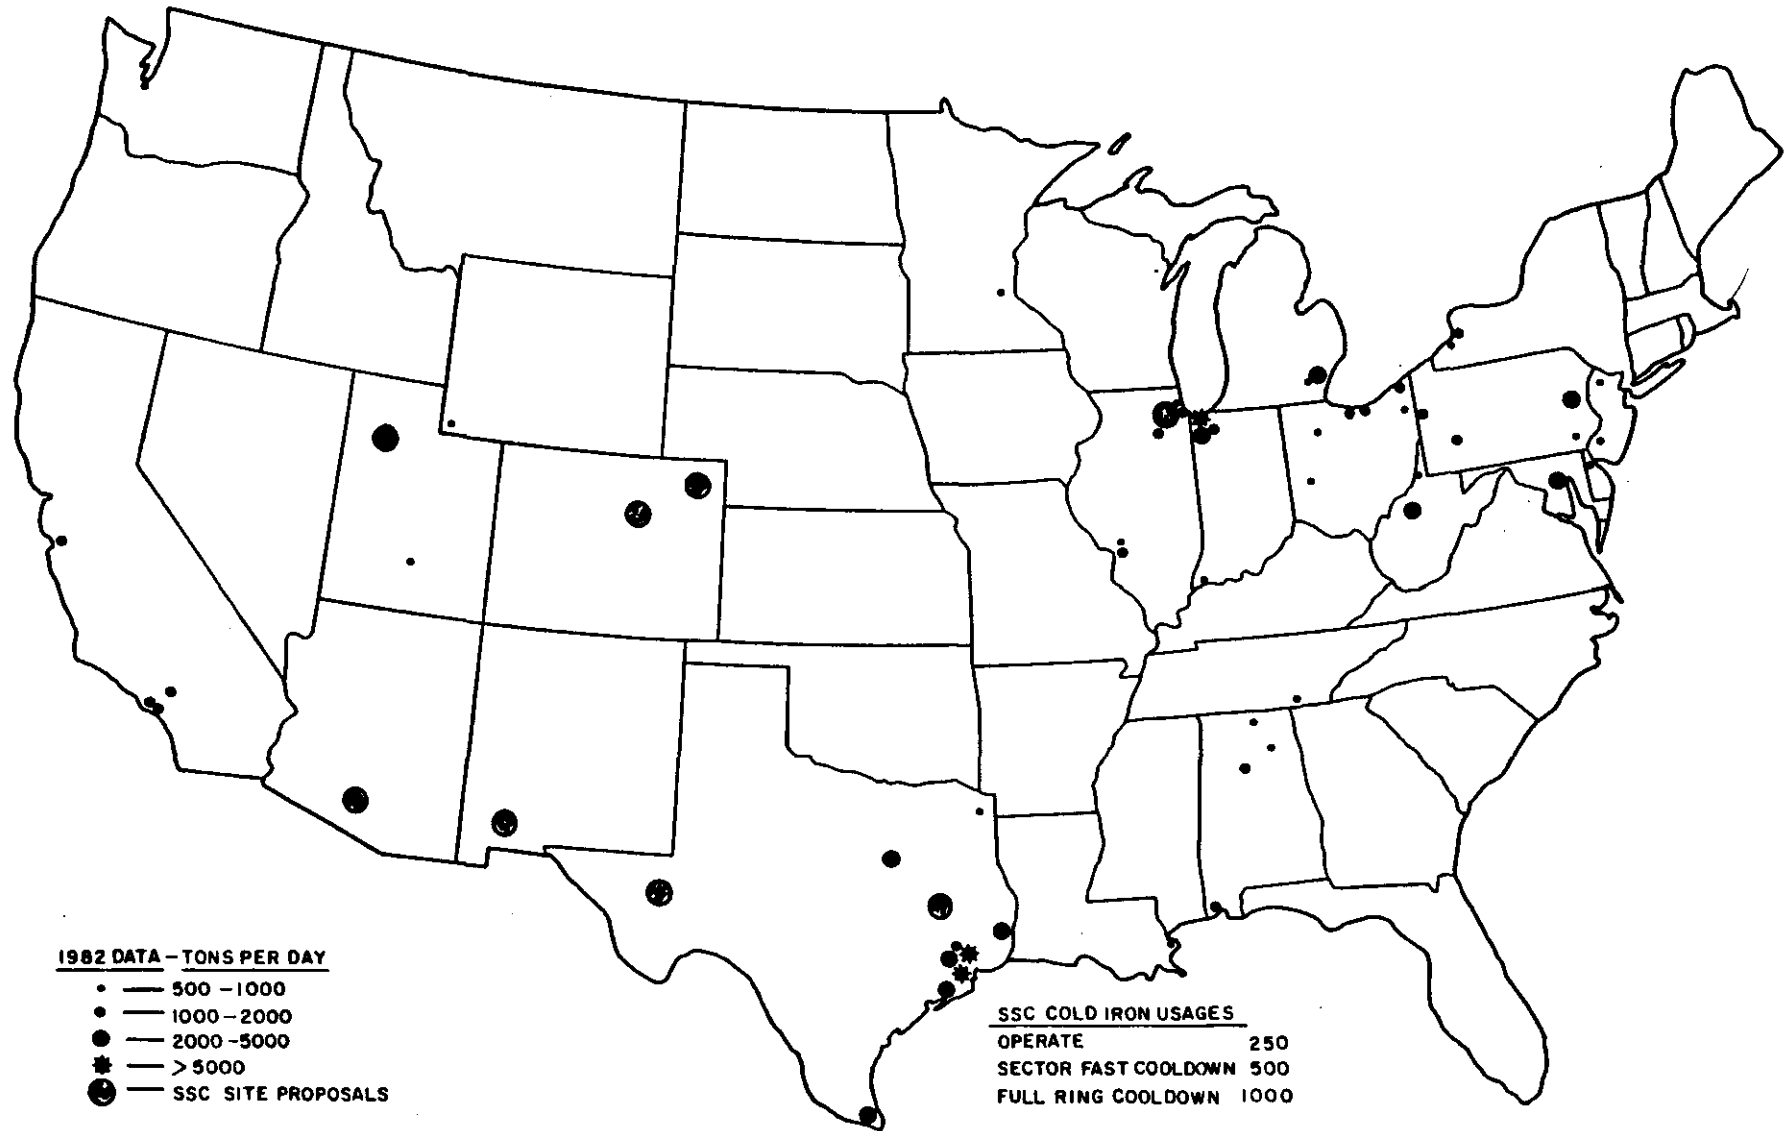 1982 DATA – TONS PER DAY
500 – 1000
1000 – 2000
2000 – 5000
> 5000
SSC SITE PROPOSALS
SSC COLD IRON USAGES
OPERATE 250
SECTOR FAST COOLDOWN 500
FULL RING COOLDOWN 1000